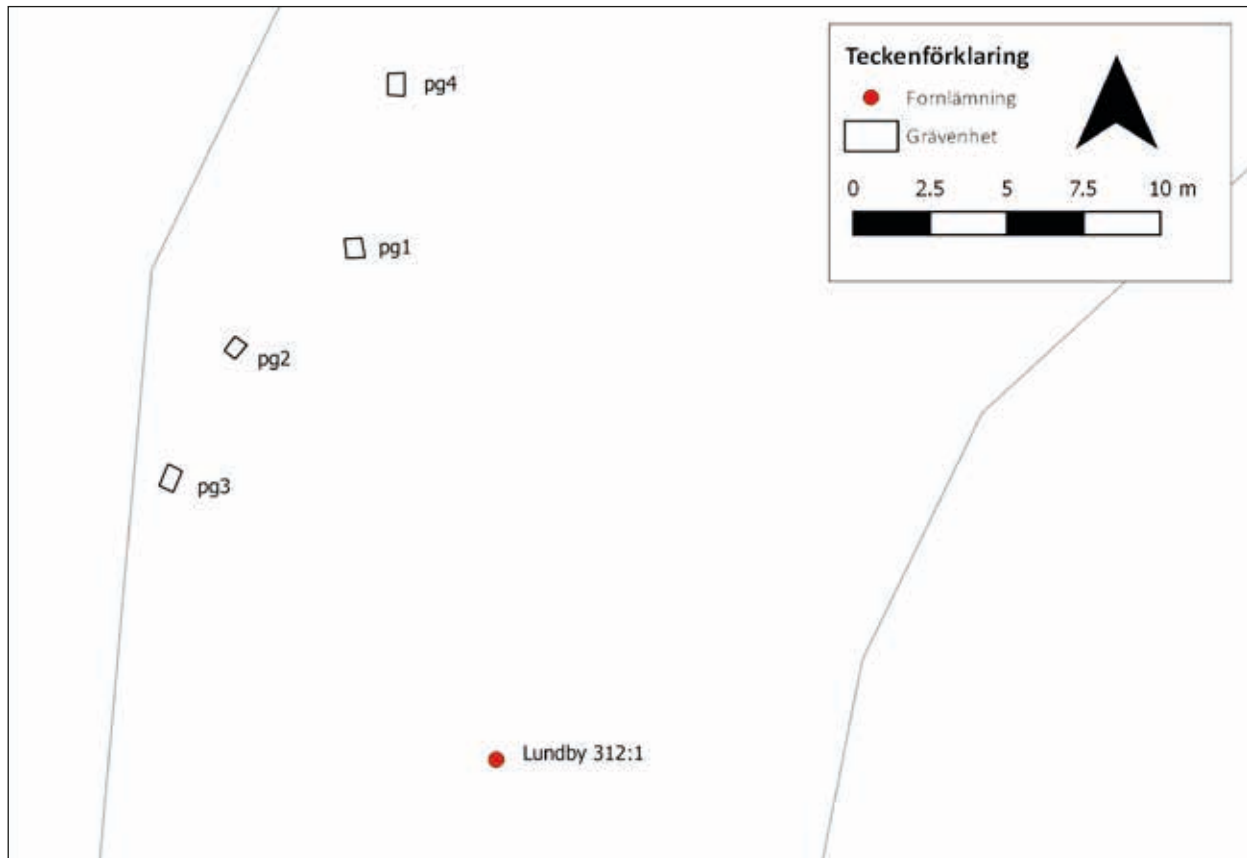 Teckenförklaring
Fornlämning
Grävenhet
0 2.5 5 7.5 10 m
pg4
pg1
pg2
pg3
Lundby 312:1